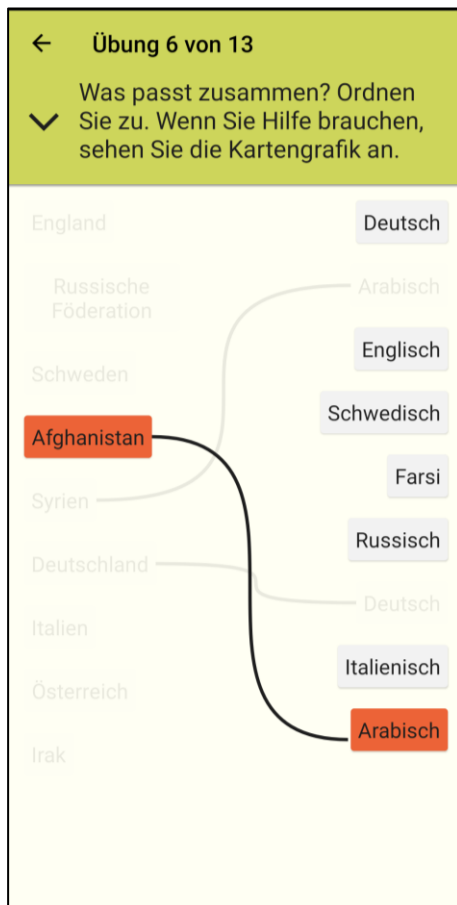 Übung 6 von 13
Was passt zusammen? Ordnen
Sie zu. Wenn Sie Hilfe brauchen,
sehen Sie die Kartengrafik an.
England
Deutsch
Russische
Föderation
Arabisch
Englisch
Schweden
Schwedisch
Afghanistan
Farsi
Syrien
Russisch
Deutschland
Deutsch
Italien
Italienisch
Österreich
Arabisch
Irak